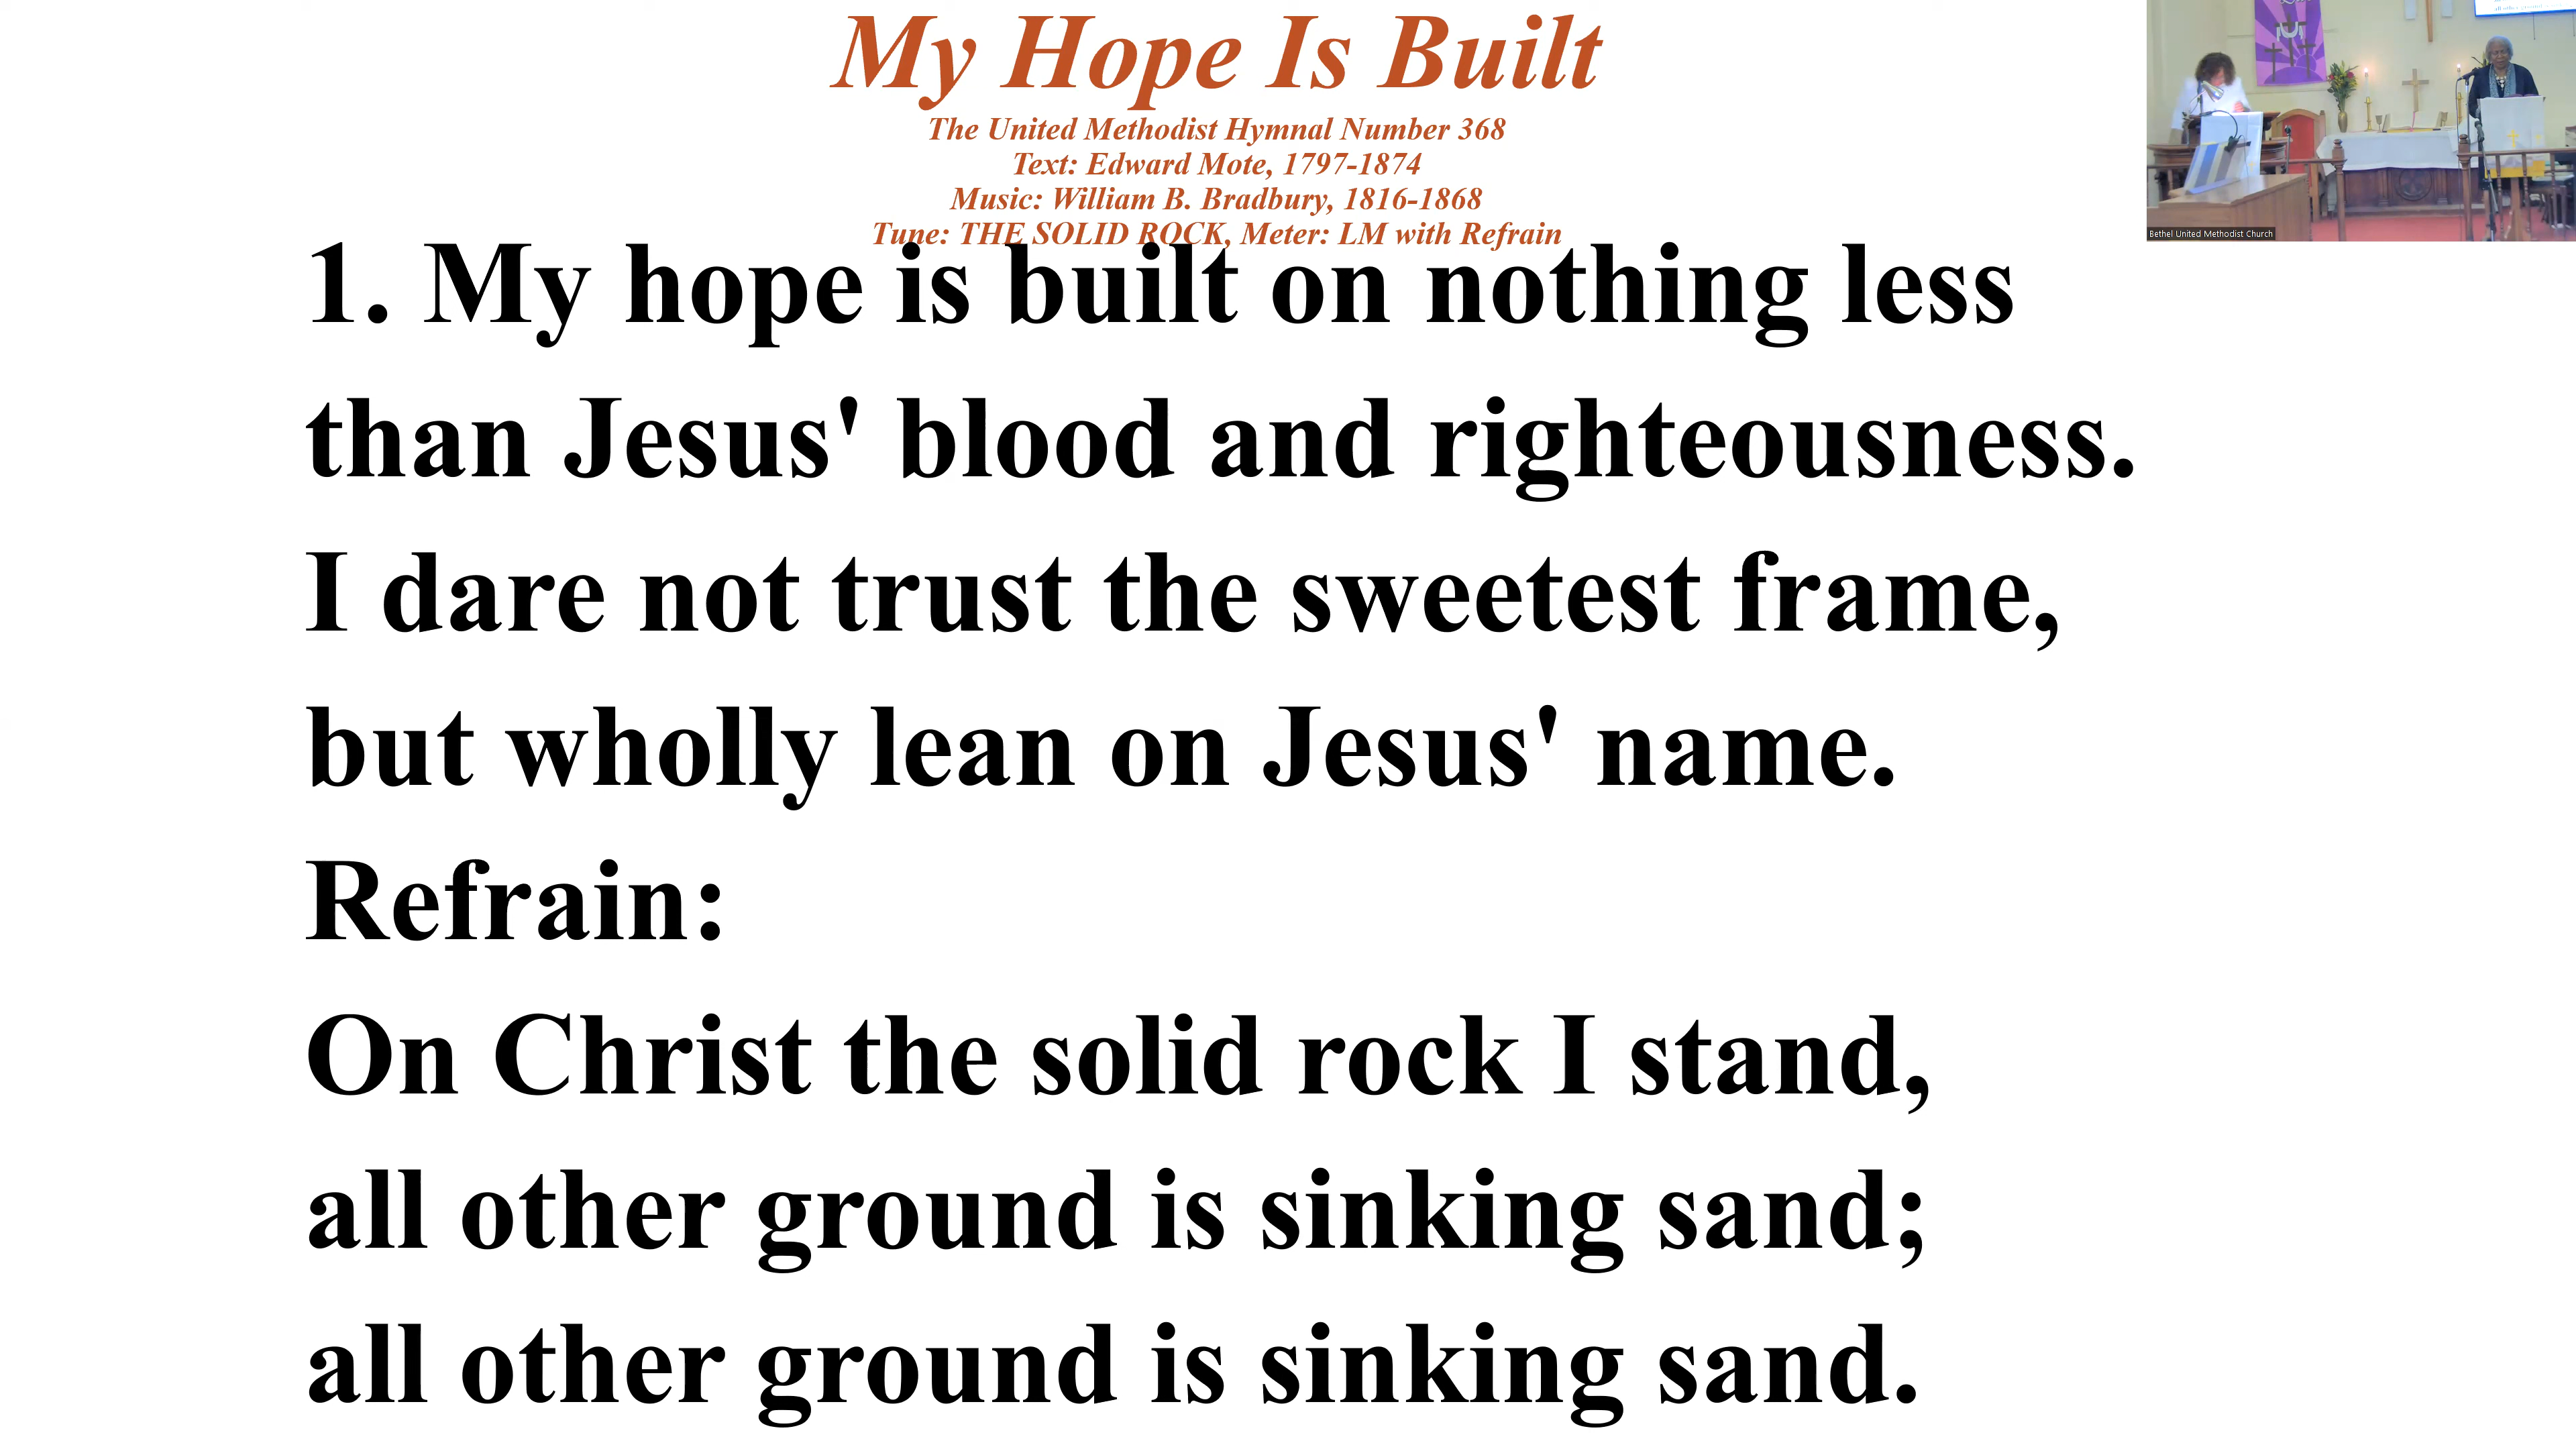 My Hope Is Built
The United Methodist Hymnal Number 368
Text: Edward Mote, 1797-1874
Music: William B. Bradbury, 1816-1868
Tune: THE SOLID ROCK, Meter: LM with Refrain
1. My hope is built on nothing less
than Jesus' blood and righteousness.
I dare not trust the sweetest frame,
but wholly lean on Jesus' name.
Refrain:
On Christ the solid rock I stand,
all other ground is sinking sand;
all other ground is sinking sand.
Bethel United Methodist Church